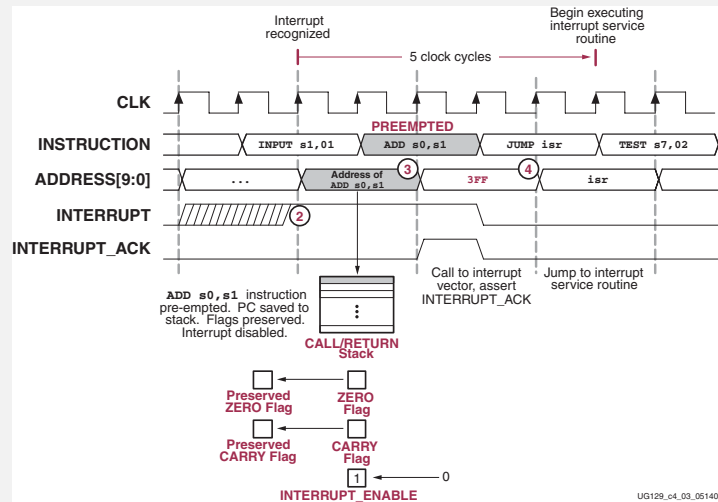 Interrupt
recognized
Begin executing
interrupt service
routine
5 clock cycles
CLK
PREEMPTED
INSTRUCTION
INPUT s1,01
ADD s0,s1
JUMP isr
TEST s7,02
ADDRESS[9:0]
...
Address of
ADD s0,s1
3
3FF
4
isr
INTERRUPT
2
INTERRUPT_ACK
ADD s0,s1 instruction
pre-empted. PC saved to
stack. Flags preserved.
Interrupt disabled.
Call to interrupt
vector, assert
INTERRUPT_ACK
Jump to interrupt
service routine
CALL/RETURN
Stack
Preserved
ZERO Flag
ZERO
Flag
Preserved
CARRY Flag
CARRY
Flag
1
0
INTERRUPT_ENABLE
UG129_c4_03_05140